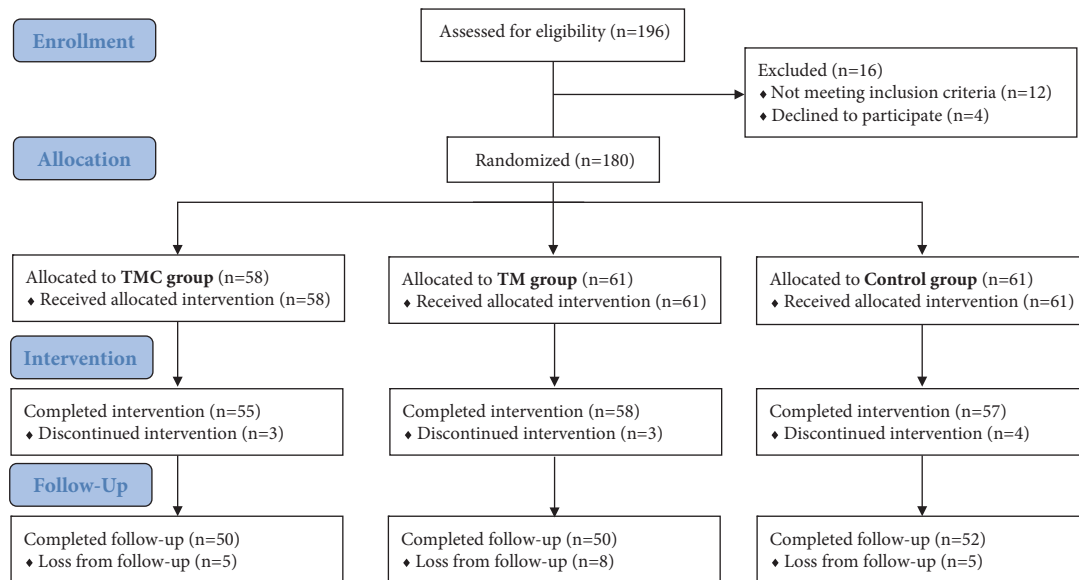 Enrollment
Assessed for eligibility (n=196)
Excluded (n=16)
♦ Not meeting inclusion criteria (n=12)
♦ Declined to participate (n=4)
Allocation
Randomized (n=180)
Allocated to TMC group (n=58)
♦ Received allocated intervention (n=58)
Allocated to TM group (n=61)
♦ Received allocated intervention (n=61)
Allocated to Control group (n=61)
♦ Received allocated intervention (n=61)
Intervention
Completed intervention (n=55)
♦ Discontinued intervention (n=3)
Completed intervention (n=58)
♦ Discontinued intervention (n=3)
Completed intervention (n=57)
♦ Discontinued intervention (n=4)
Follow-Up
Completed follow-up (n=50)
♦ Loss from follow-up (n=5)
Completed follow-up (n=50)
♦ Loss from follow-up (n=8)
Completed follow-up (n=52)
♦ Loss from follow-up (n=5)